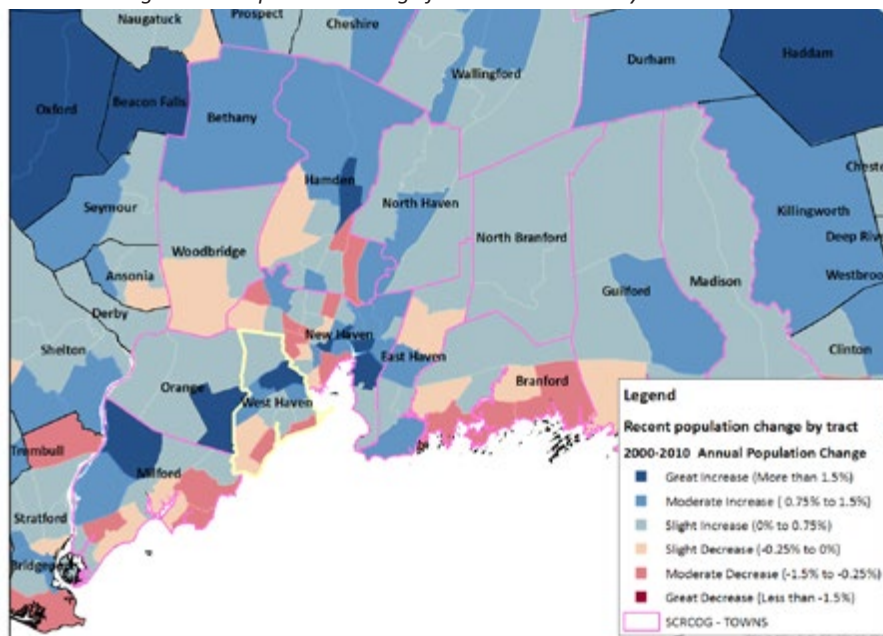 Naugatuck
Prospect
Cheshire
Wallingford
Durham
Haddam
Oxford
Beacon Falls
Bethany
Hamden
North Haven
Seymour
Woodbridge
North Branford
Killingworth
Ansonia
Guilford
Madison
Derby
Shelton
Orange
New Haven
East Haven
Clinton
West Haven
Branford
Milford
Stratford
Legend
Recent population change by tract
2000-2010 Annual Population Change
Great Increase (More than 1.5%)
Moderate Increase ( 0.75% to 1.5%)
Slight Increase (0% to 0.75%)
Slight Decrease (-0.25% to 0%)
Moderate Decrease (-1.5% to -0.25%)
Great Decrease (Less than -1.5%)
SCRCOG - TOWNS